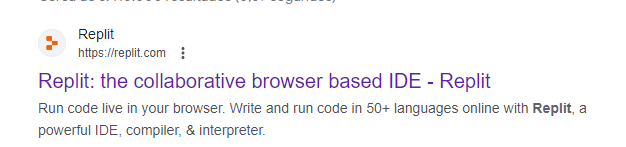 Replit
https://replit.com
Replit: the collaborative browser based IDE - Replit
Run code live in your browser. Write and run code in 50+ languages online with Replit, a
powerful IDE, compiler, & interpreter.